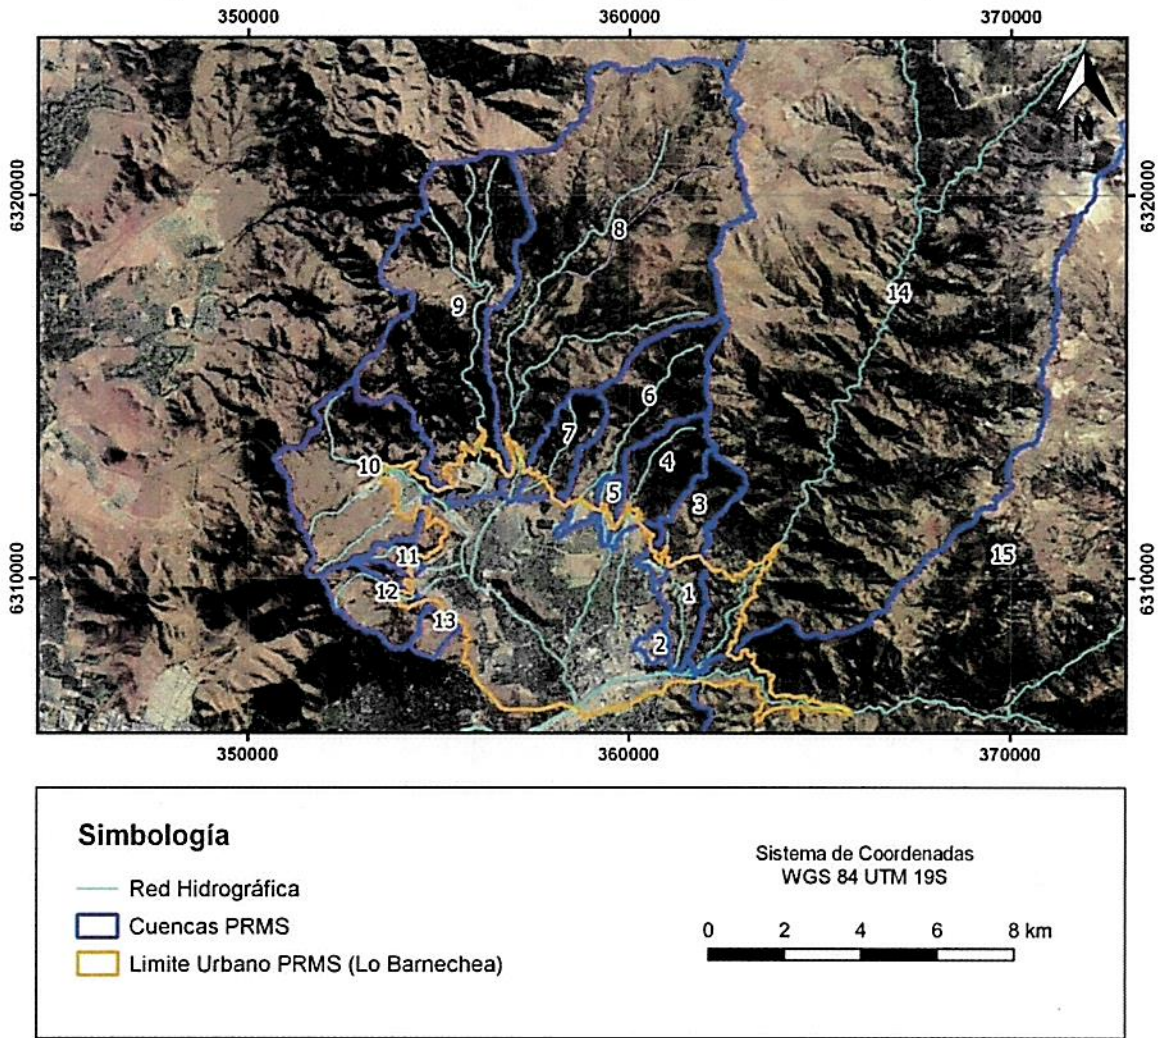 350000 360000 370000
N
6320000 6320000
8
14
9
6
7
4
10
5
3
6310000 6310000
11
15
12
1
13
2
350000 360000 370000
Simbología
Red Hidrográfica
Cuencas PRMS
Limite Urbano PRMS (Lo Barnechea)
Sistema de Coordenadas
WGS 84 UTM 19S
0 2 4 6 8 km